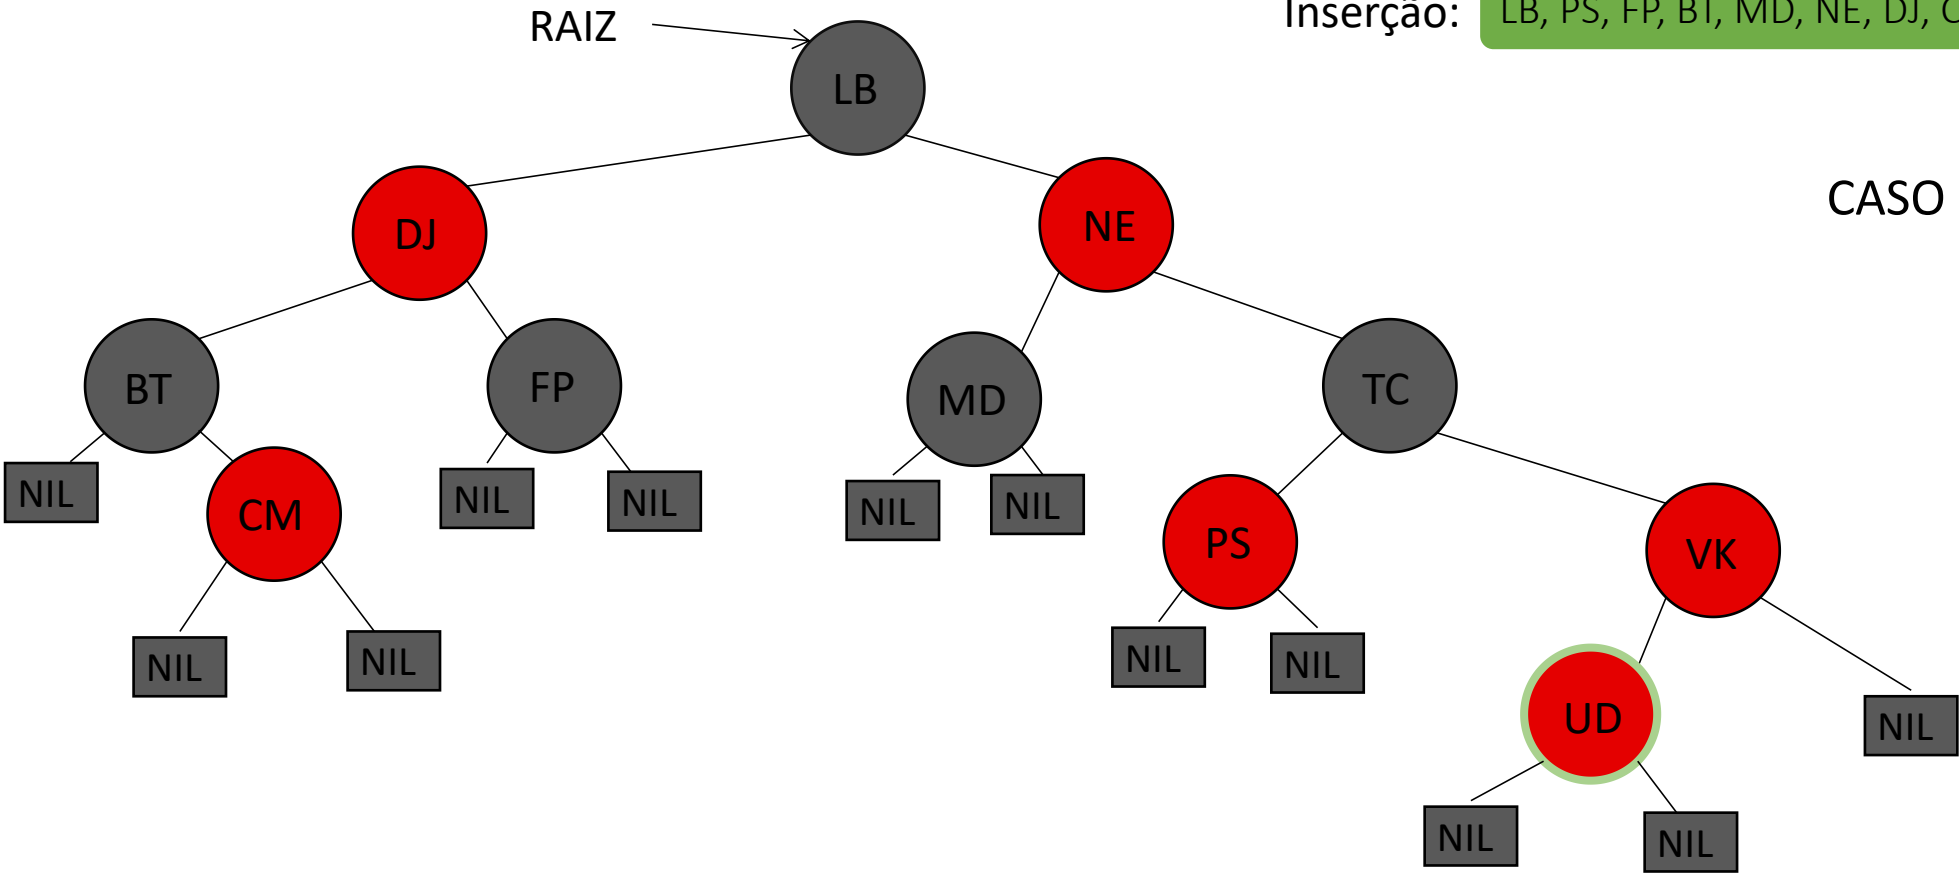 RAIZ
Inserção: LB, PS, FP, BT, MD, NE, DJ,
LB
CASO
DJ
NE
BT
FP
MD
TC
NIL
CM
NIL
NIL
NIL
NIL
PS
VK
NIL
NIL
NIL
NIL
UD
NIL
NIL
NIL